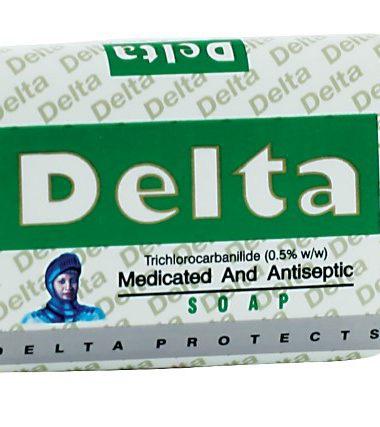 Delta
Delta
Trichlorocarbanilide (0.5% w/w)
Medicated And Antiseptic
SOAP
DELTA PROTECTS